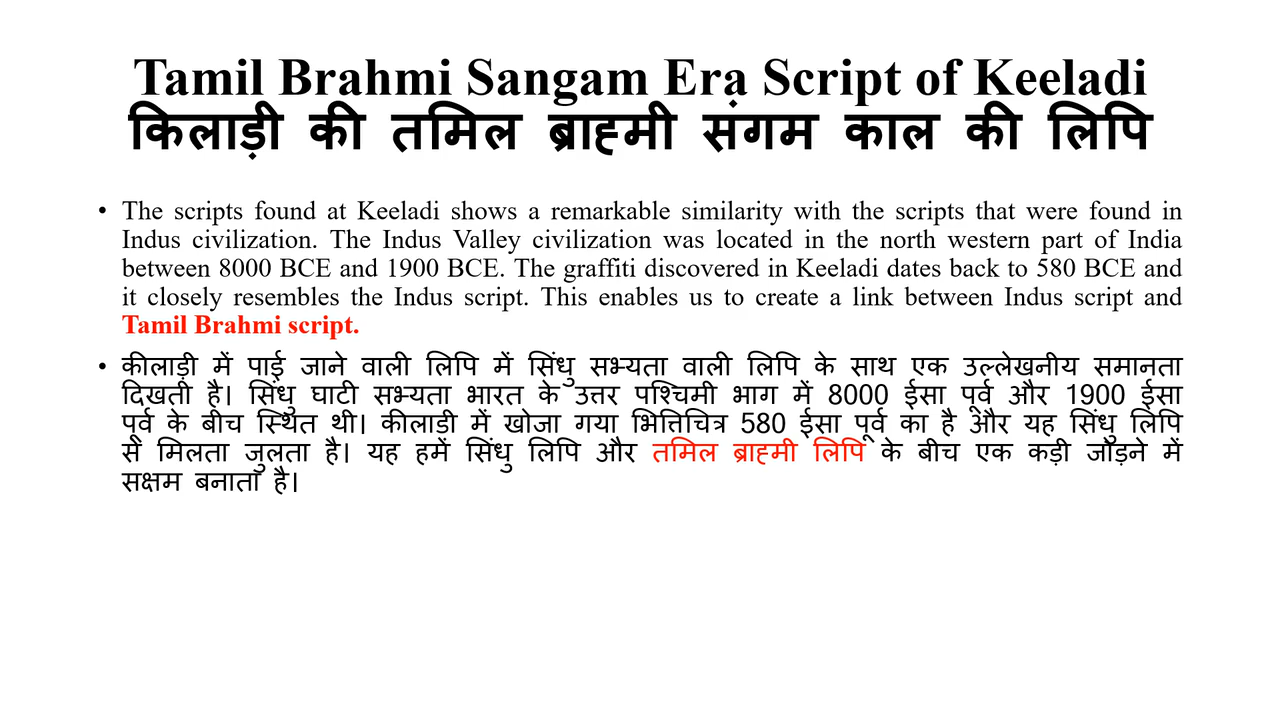 Tamil Brahmi Sangam Era Script of Keeladi
किलाड़ी की तमिल ब्राह्मी संगम काल की लिपि
• The scripts found at Keeladi shows a remarkable similarity with the scripts that were found in
Indus civilization. The Indus Valley civilization was located in the north western part of India
between 8000 BCE and 1900 BCE. The graffiti discovered in Keeladi dates back to 580 BCE and
it closely resembles the Indus script. This enables us to create a link between Indus script and
Tamil Brahmi script.
• कीलाड़ी में पाई जाने वाली लिपि में सिंधु सभ्यता वाली लिपि के साथ एक उल्लेखनीय समानता
दिखती है। सिंधु घाटी सभ्यता भारत के उत्तर पश्चिमी भाग में 8000 ईसा पूर्व और 1900 ईसा
पूर्व के बीच स्थित थी। कीलाड़ी में खोजा गया भित्तिचित्र 580 ईसा पूर्व का है और यह सिंधु लिपि
से मिलता जुलता है। यह हमें सिंधु लिपि और तमिल ब्राह्मी लिपि के बीच एक कड़ी जोड़ने में
सक्षम बनाता है।